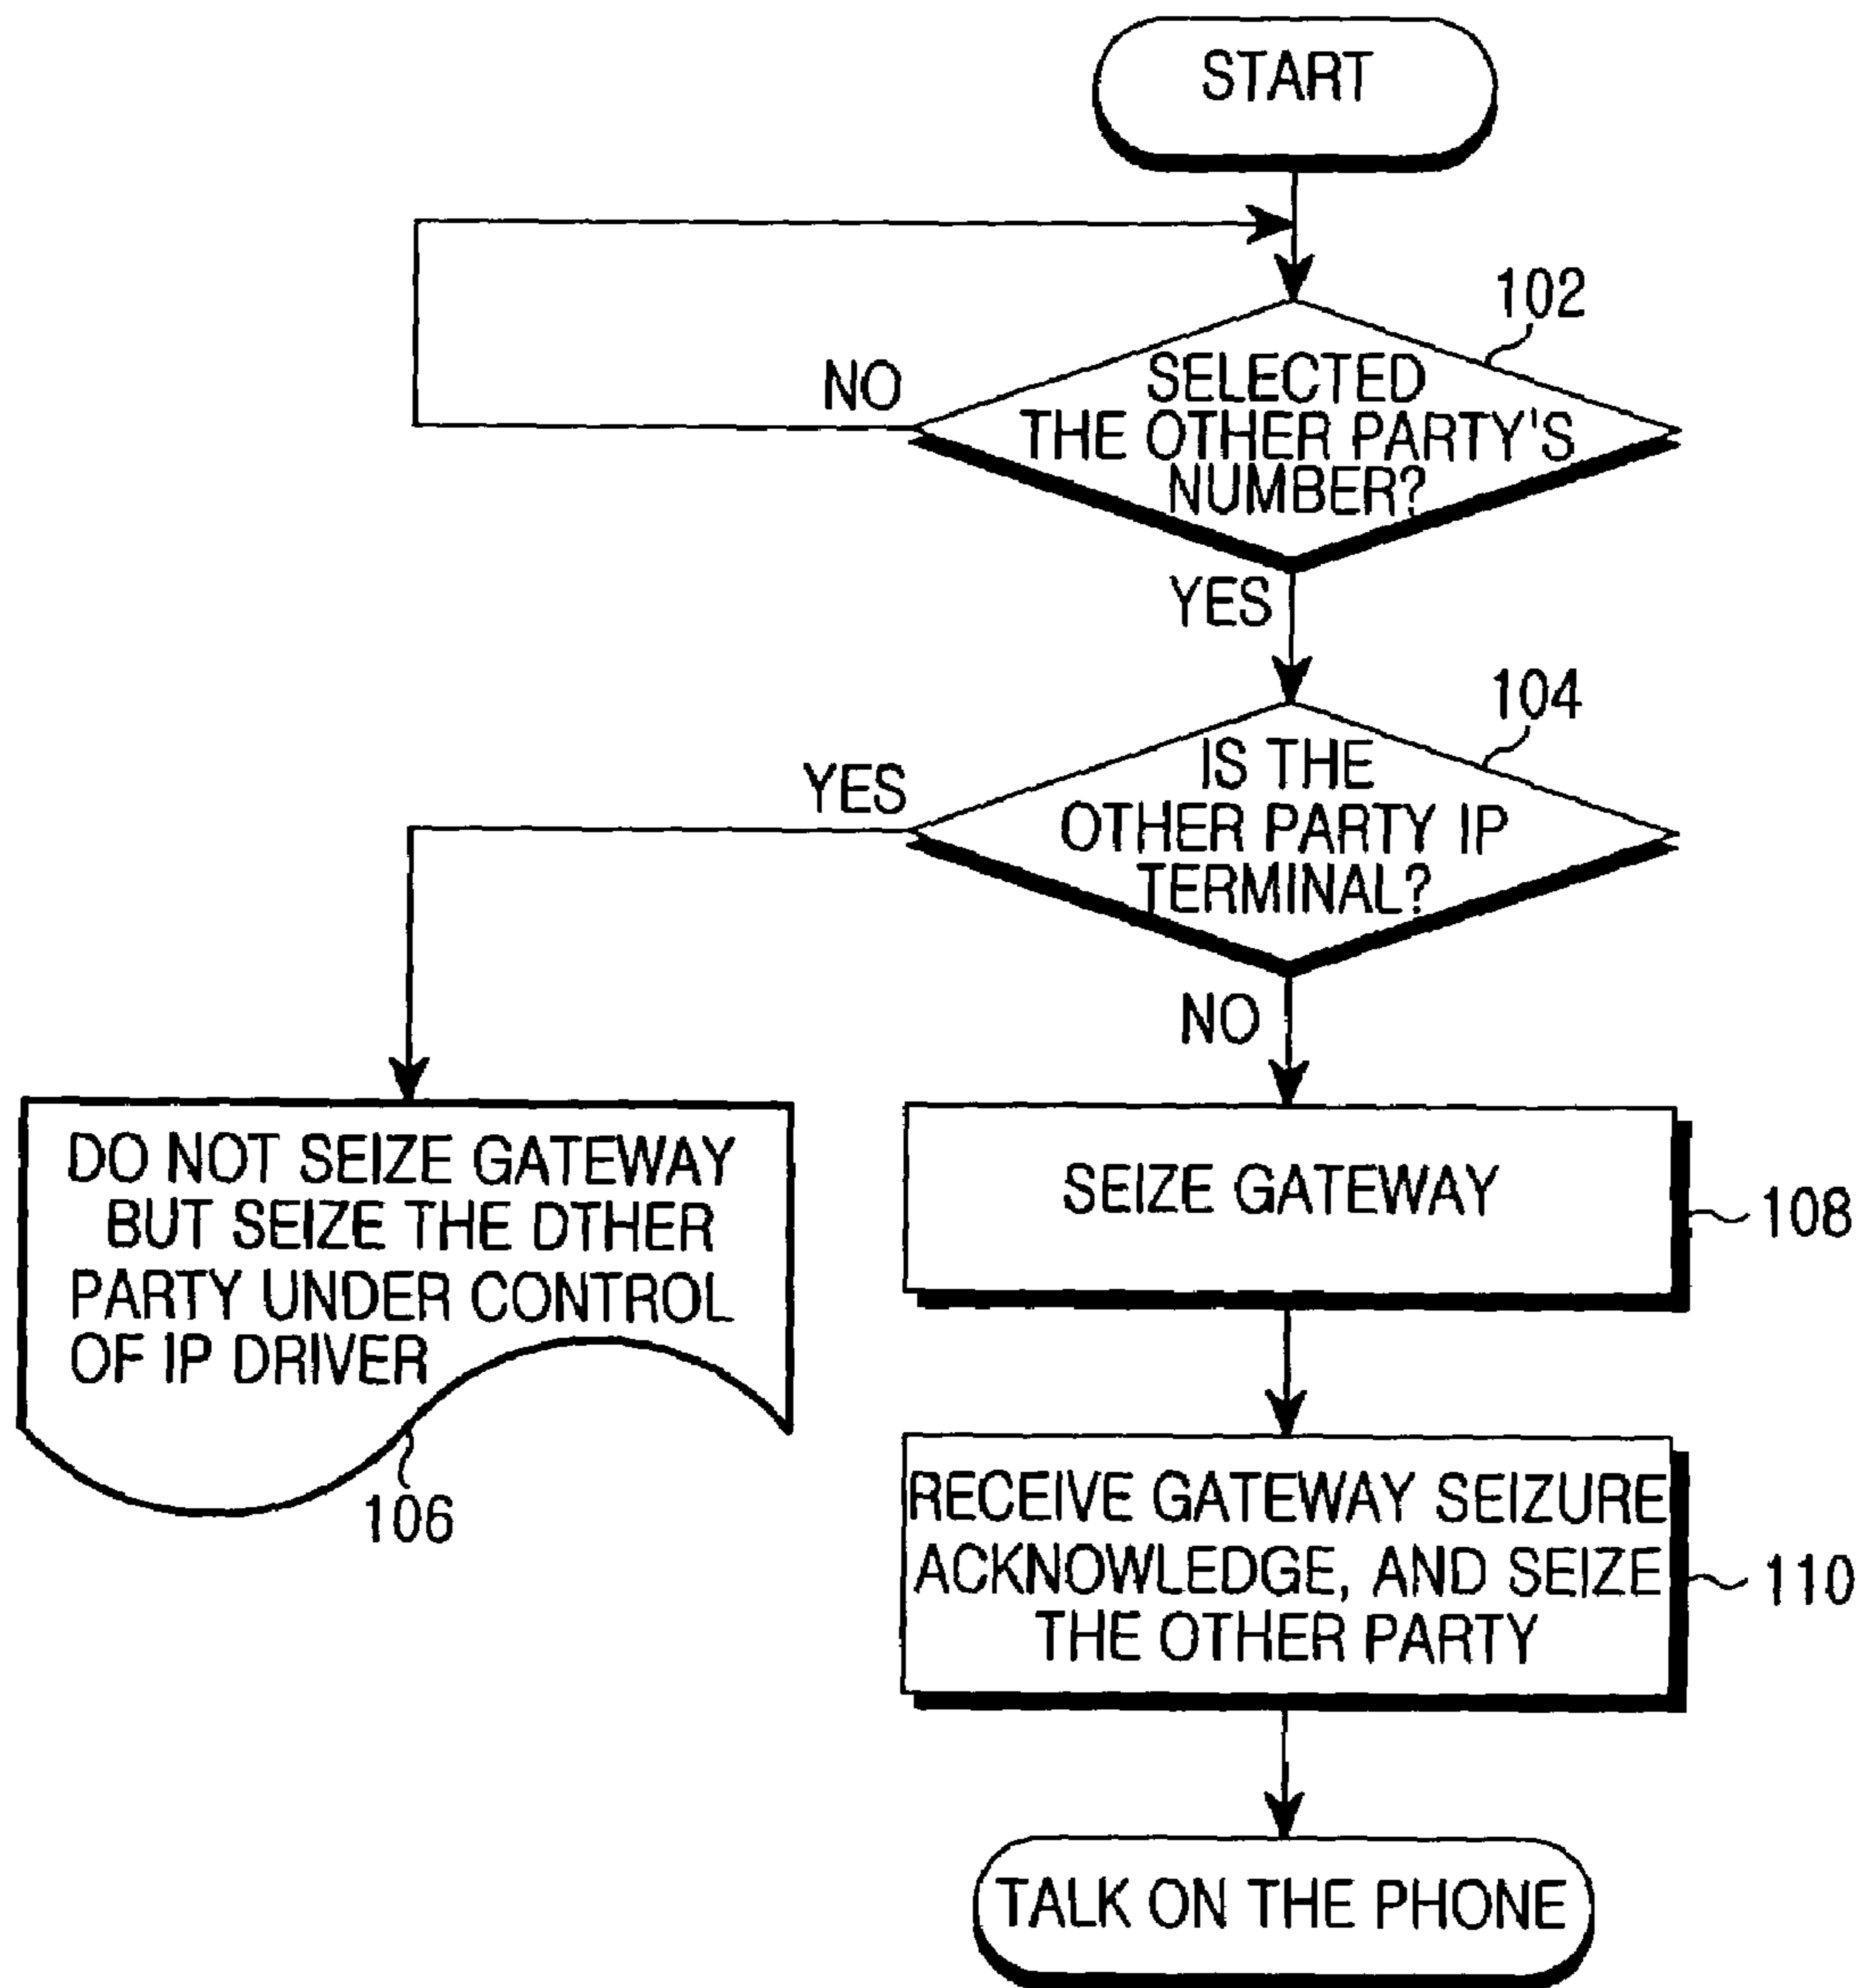 START
102
NO
SELECTED
THE OTHER PARTY'S
NUMBER?
YES
104
YES
IS THE
OTHER PARTY IP
TERMINAL?
NO
DO NOT SEIZE GATEWAY
BUT SEIZE THE DTHER
PARTY UNDER CONTROL
OF IP DRIVER
106
SEIZE GATEWAY
108
RECEIVE GATEWAY SEIZURE
ACKNOWLEDGE, AND SEIZE
THE OTHER PARTY
110
TALK ON THE PHONE